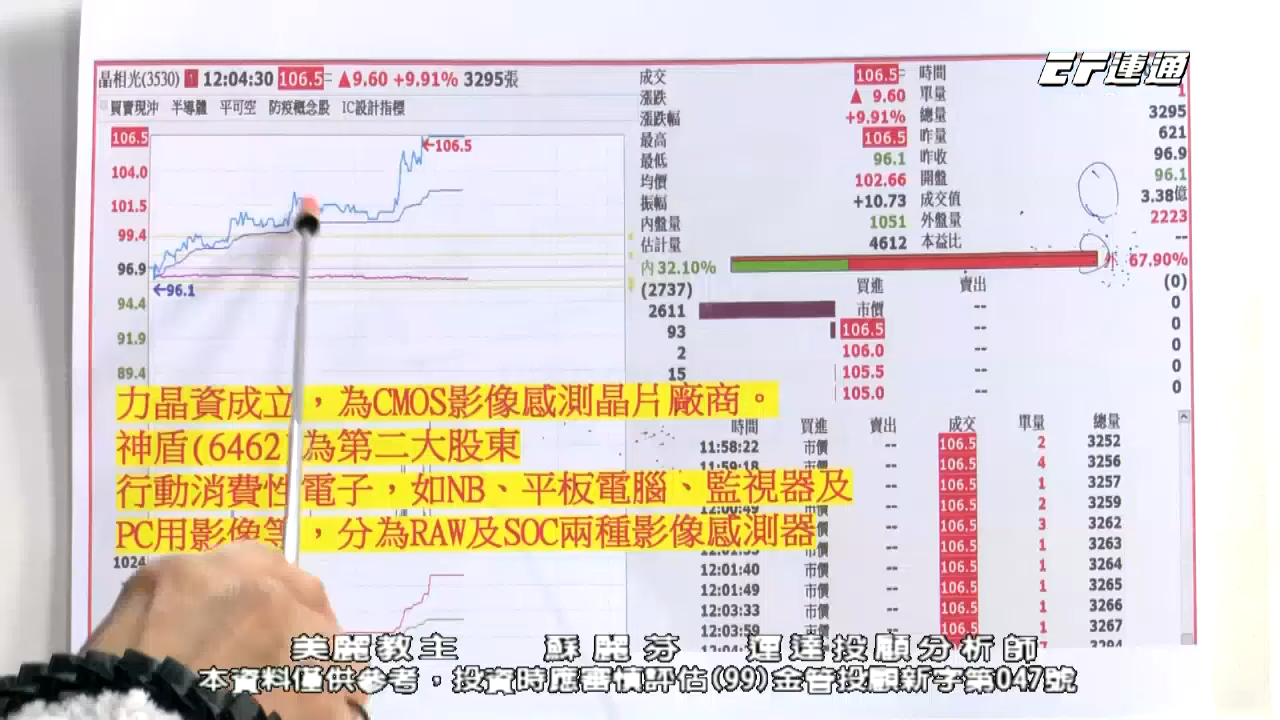 EF運通
晶相光(3530) 1 12:04:30 106.5= ▲9.60 +9.91% 3295張
買賣現沖 半導體 平可空 防疫概念股 IC設計指標
106.5
104.0
101.5
99.4
96.9
94.4
91.9
89.4
←106.5
←96.1
1024
成交 106.5= 時間
漲跌 ▲ 9.60 單量 1
漲跌幅 +9.91% 總量 3295
最高 106.5 昨量 621
最低 96.1 昨收 96.9
均價 102.66 開盤 96.1
振幅 +10.73 成交值 3.38億
內盤量 1051 外盤量 2223
估計量 4612 本益比 --
內32.10% 外 67.90%
(2737) 買進 賣出 (0)
2611 市價 -- 0
93 106.5 -- 0
2 106.0 -- 0
15 105.5 -- 0
105.0 -- 0
力晶資成立，為CMOS影像感測晶片廠商。
神盾(6462)為第二大股東
行動消費性電子，如NB、平板電腦、監視器及
PC用影像等，分為RAW及SOC兩種影像感測器
時間 買進 賣出 成交 單量 總量
11:58:22 市價 -- 106.5 2 3252
11:59:18 市價 -- 106.5 4 3256
-- 106.5 1 3257
12:00:49 -- 106.5 2 3259
-- 106.5 3 3262
-- 106.5 1 3263
12:01:40 市價 -- 106.5 1 3264
12:01:49 市價 -- 106.5 1 3265
12:03:33 市價 -- 106.5 1 3266
12:03:59 市價 -- 106.5 1 3267
美麗教主 蘇麗芬 運達投顧分析師
本資料僅供參考，投資時應審慎評估(99)金管投顧新字第047號